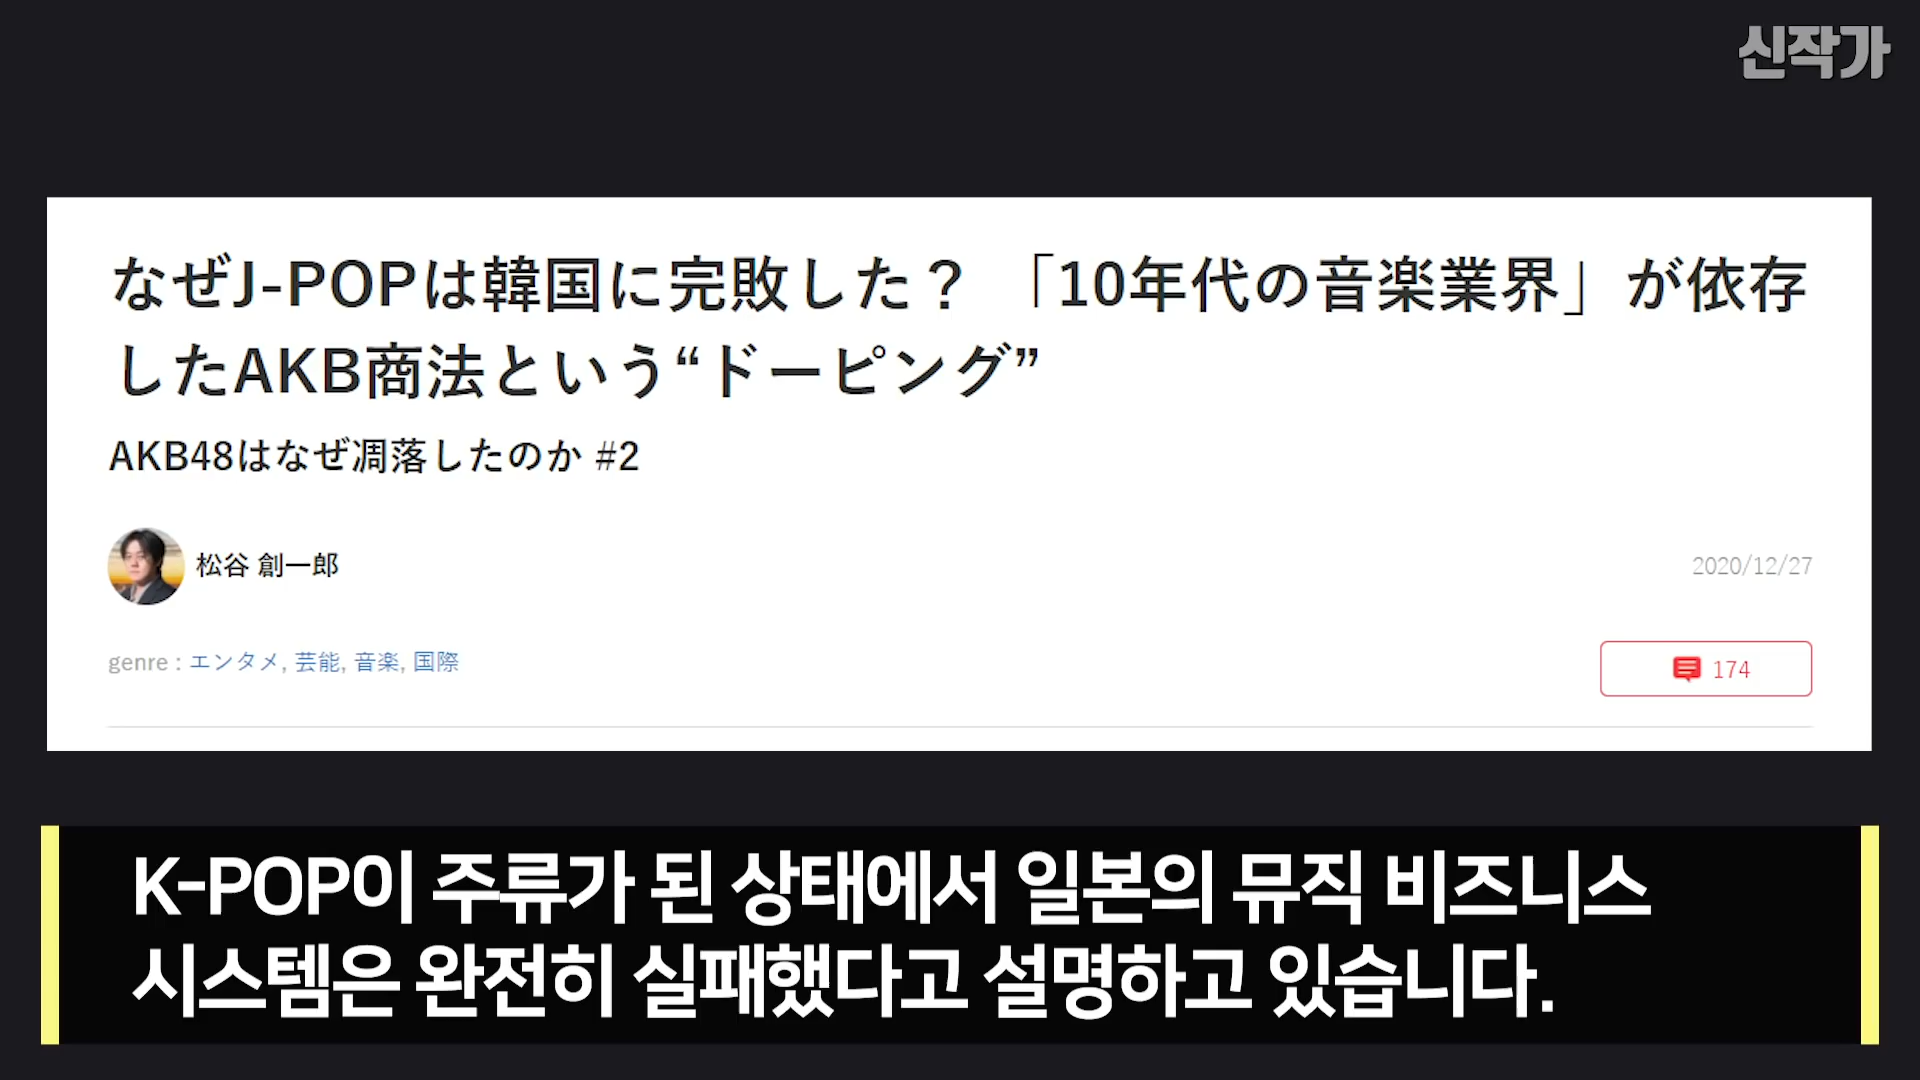 신작가
なぜJ-POPは韓国に完敗した？ 「10年代の音楽業界」が依存
したAKB商法という“ドーピング”
AKB48はなぜ凋落したのか #2
松谷 創一郎
2020/12/27
genre : エンタメ, 芸能, 音楽, 国際
174
K-POP이 주류가 된 상태에서 일본의 뮤직 비즈니스
시스템은 완전히 실패했다고 설명하고 있습니다.